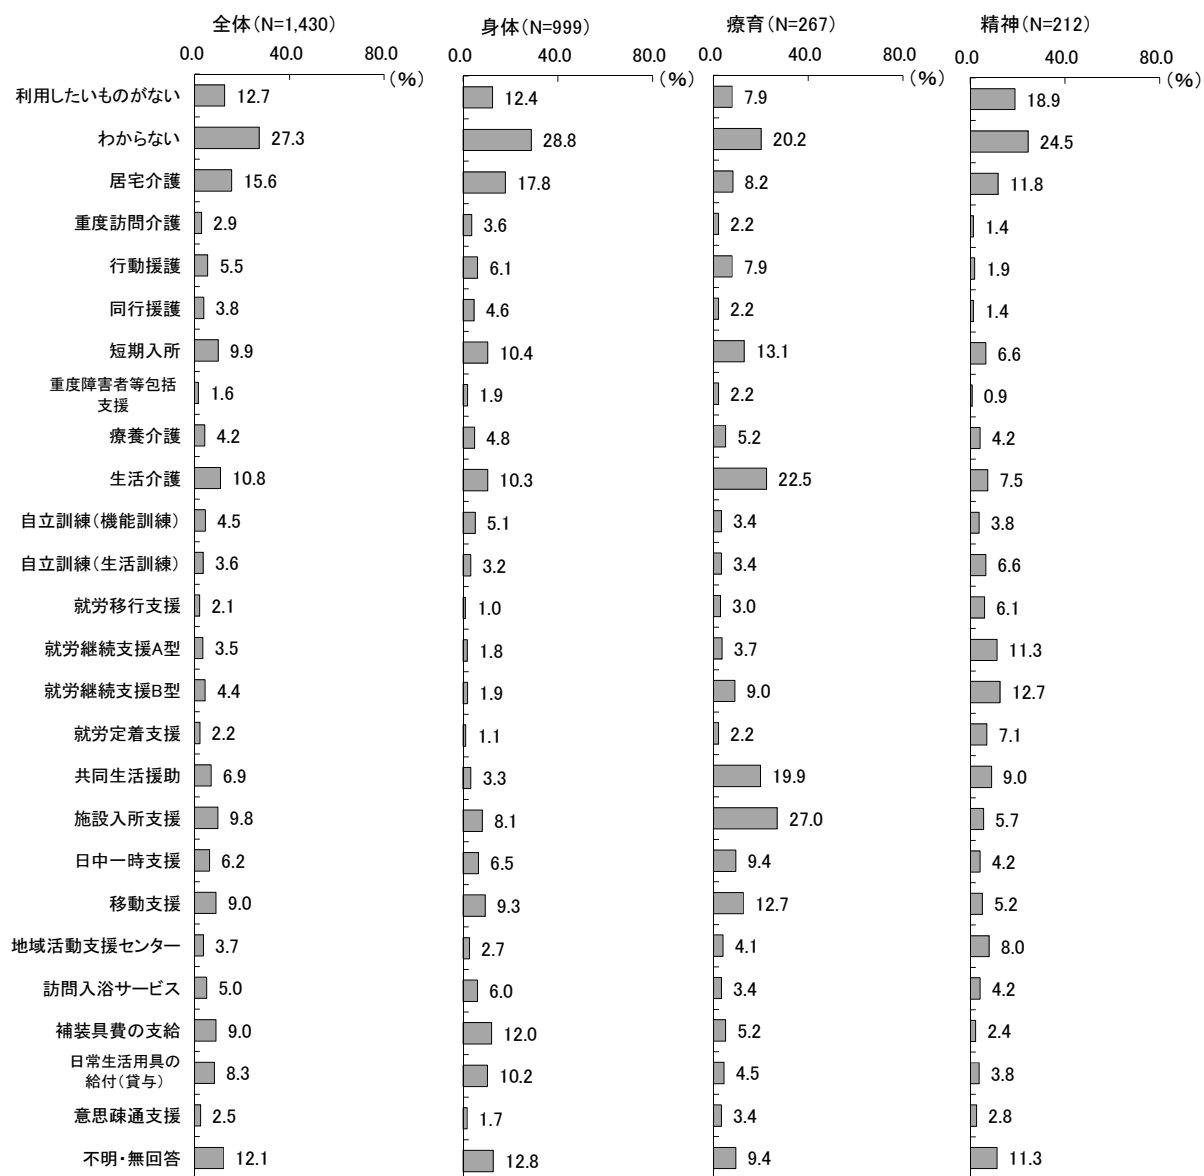 全体(N=1,430) 身体(N=999) 療育(N=267) 精神(N=212)
0.0 40.0 80.0 (%) 0.0 40.0 80.0 (%) 0.0 40.0 80.0 (%) 0.0 40.0 80.0 (%)
利用したいものがない 12.7 12.4 7.9 18.9
わからない 27.3 28.8 20.2 24.5
居宅介護 15.6 17.8 8.2 11.8
重度訪問介護 2.9 3.6 2.2 1.4
行動援護 5.5 6.1 7.9 1.9
同行援護 3.8 4.6 2.2 1.4
短期入所 9.9 10.4 13.1 6.6
重度障害者等包括
支援 1.6 1.9 2.2 0.9
療養介護 4.2 4.8 5.2 4.2
生活介護 10.8 10.3 22.5 7.5
自立訓練(機能訓練) 4.5 5.1 3.4 3.8
自立訓練(生活訓練) 3.6 3.2 3.4 6.6
就労移行支援 2.1 1.0 3.0 6.1
就労継続支援A型 3.5 1.8 3.7 11.3
就労継続支援B型 4.4 1.9 9.0 12.7
就労定着支援 2.2 1.1 2.2 7.1
共同生活援助 6.9 3.3 19.9 9.0
施設入所支援 9.8 8.1 27.0 5.7
日中一時支援 6.2 6.5 9.4 4.2
移動支援 9.0 9.3 12.7 5.2
地域活動支援センター 3.7 2.7 4.1 8.0
訪問入浴サービス 5.0 6.0 3.4 4.2
補装具費の支給 9.0 12.0 5.2 2.4
日常生活用具の
給付(貸与) 8.3 10.2 4.5 3.8
意思疎通支援 2.5 1.7 3.4 2.8
不明・無回答 12.1 12.8 9.4 11.3